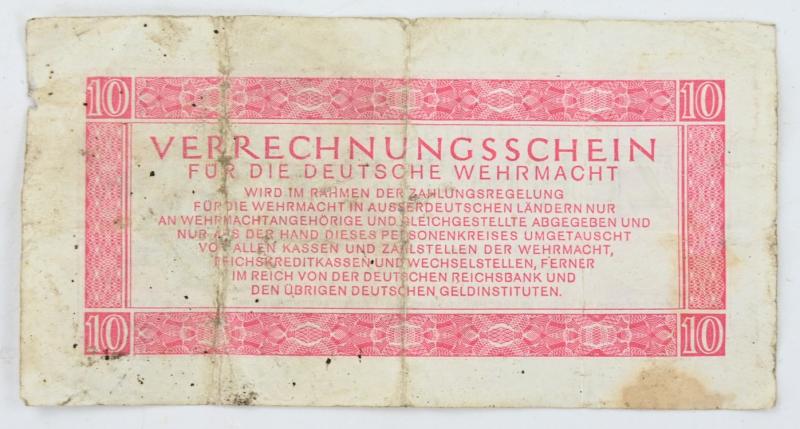 10 10
VERRECHNUNGSSCHEIN
FÜR DIE DEUTSCHE WEHRMACHT
WIRD IM RAHMEN DER ZAHLUNGSREGELUNG
FÜR DIE WEHRMACHT IN AUSSERDEUTSCHEN LÄNDERN NUR
AN WEHRMACHTANGEHÖRIGE UND GLEICHGESTELLTE ABGEGEBEN UND
NUR AUS DER HAND DIESES PERSONENKREISES UMGETAUSCHT
VON ALLEN KASSEN UND ZAHLSTELLEN DER WEHRMACHT,
REICHSKREDITKASSEN UND WECHSELSTELLEN, FERNER
IM REICH VON DER DEUTSCHEN REICHSBANK UND
DEN ÜBRIGEN DEUTSCHEN GELDINSTITUTEN.
10 10